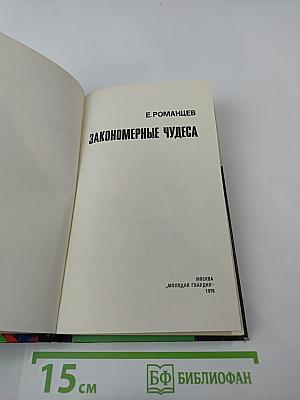 Е. РОМАНЦЕВ
ЗАКОНОМЕРНЫЕ ЧУДЕСА
МОСКВА
„МОЛОДАЯ ГВАРДИЯ"
1976
15 см
БФ БИБЛИОФАН